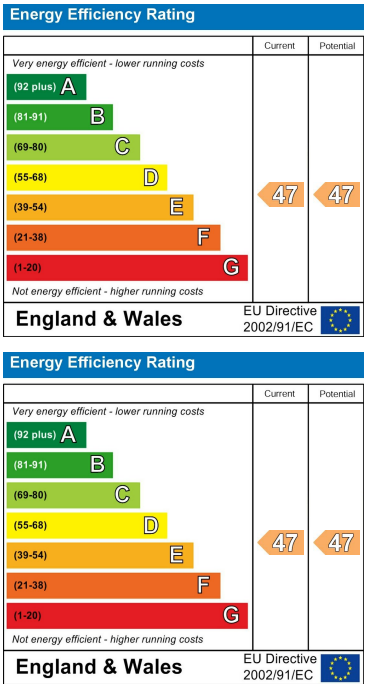 Energy Efficiency Rating
Current Potential
Very energy efficient - lower running costs
(92 plus) A
(81-91) B
(69-80) C
(55-68) D
(39-54) E 47 47
(21-38) F
(1-20) G
Not energy efficient - higher running costs
England & Wales EU Directive
2002/91/EC
Energy Efficiency Rating
Current Potential
Very energy efficient - lower running costs
(92 plus) A
(81-91) B
(69-80) C
(55-68) D
(39-54) E 47 47
(21-38) F
(1-20) G
Not energy efficient - higher running costs
England & Wales EU Directive
2002/91/EC